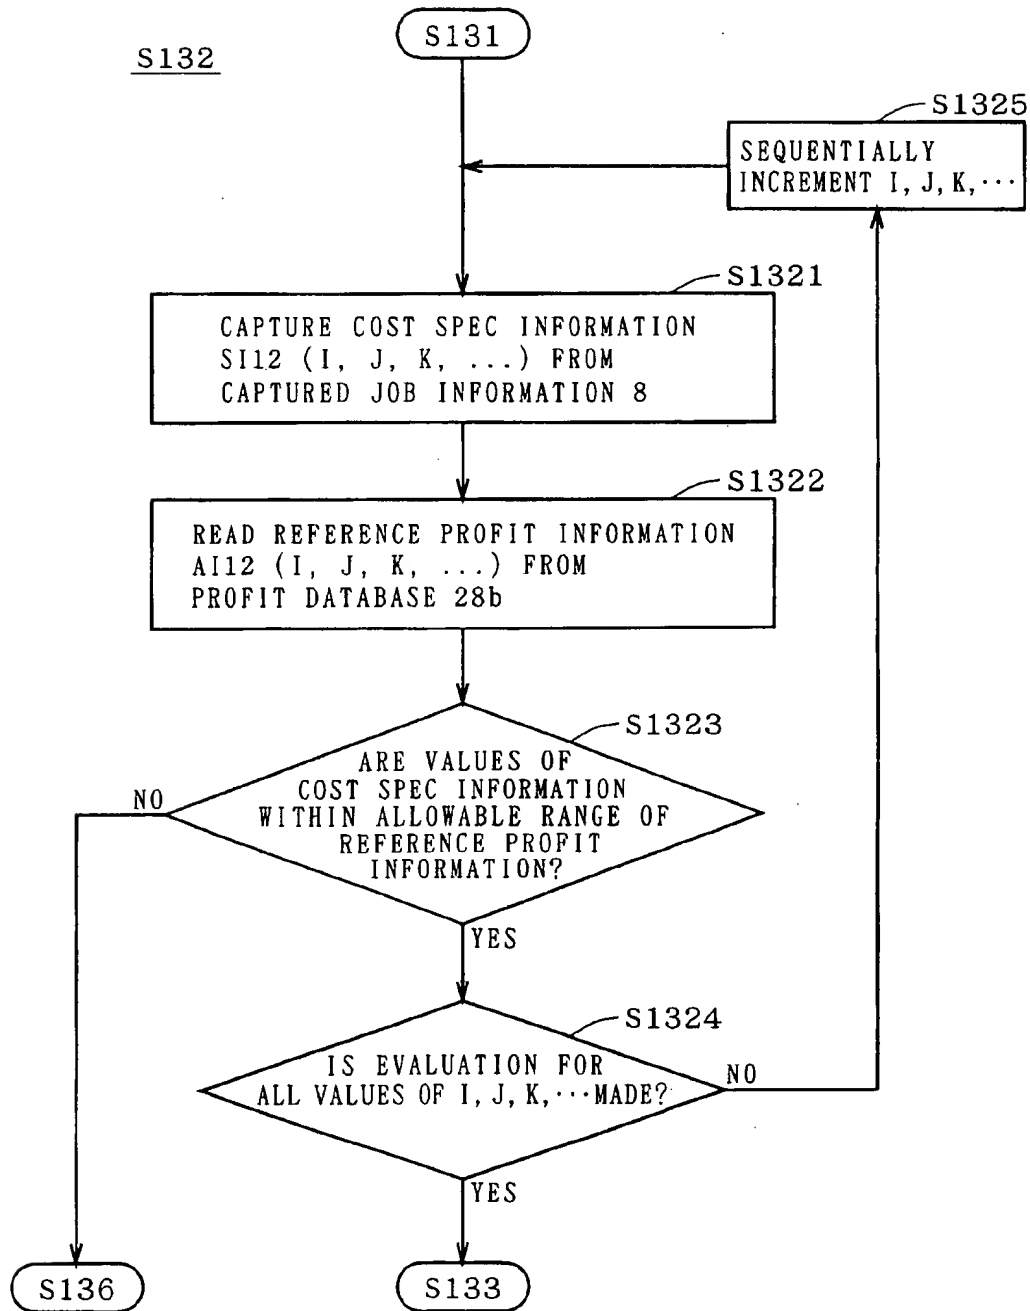 S131
S132
S1325
SEQUENTIALLY
INCREMENT I, J, K, ···
S1321
CAPTURE COST SPEC INFORMATION
SI12 (I, J, K, ...) FROM
CAPTURED JOB INFORMATION 8
S1322
READ REFERENCE PROFIT INFORMATION
AI12 (I, J, K, ...) FROM
PROFIT DATABASE 28b
S1323
ARE VALUES OF
COST SPEC INFORMATION
WITHIN ALLOWABLE RANGE OF
REFERENCE PROFIT
INFORMATION?
NO
YES
S1324
IS EVALUATION FOR
ALL VALUES OF I, J, K, ··· MADE?
NO
YES
S136
S133